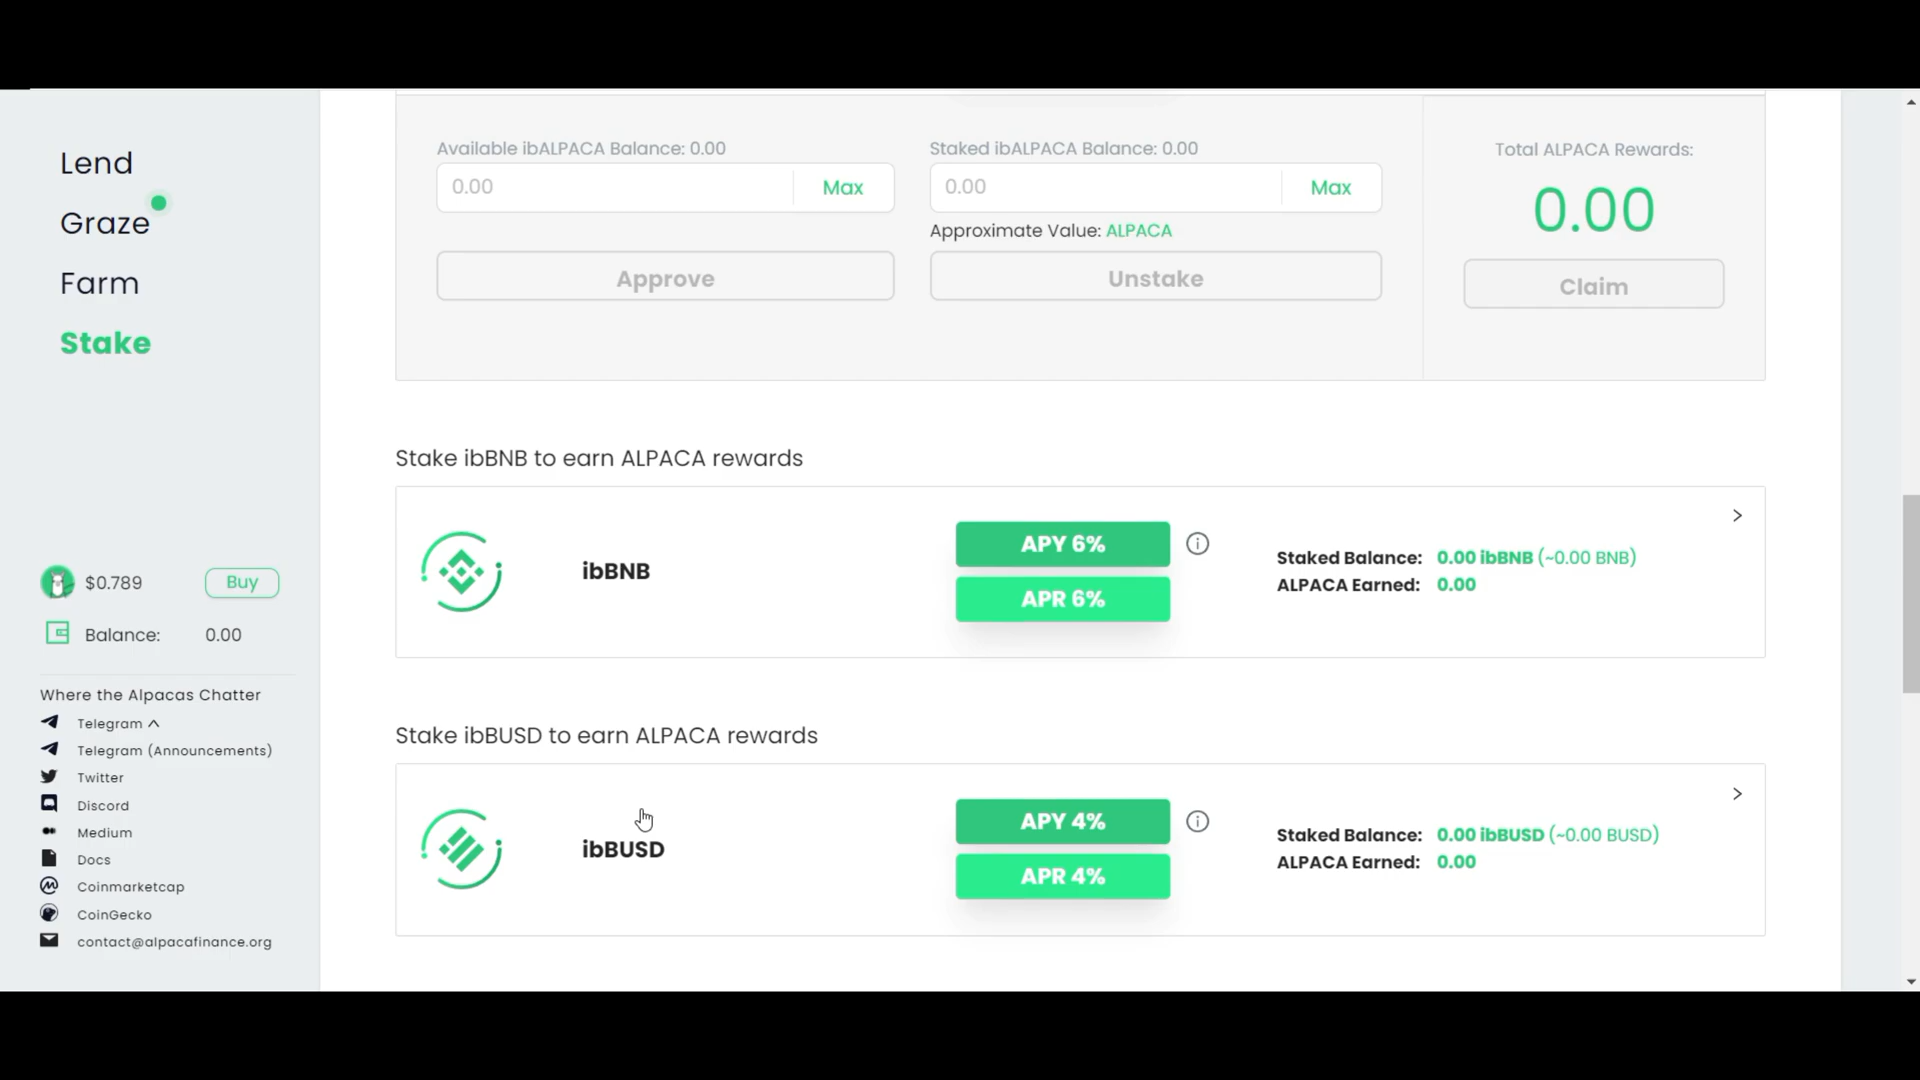 Lend
Graze
Farm
Stake
$0.789 Buy
Balance: 0.00
Where the Alpacas Chatter
Telegram
Telegram (Announcements)
Twitter
Discord
Medium
Docs
Coinmarketcap
CoinGecko
contact@alpacafinance.org
Available ibALPACA Balance: 0.00
0.00 Max
Approve
Staked ibALPACA Balance: 0.00
0.00 Max
Approximate Value: ALPACA
Unstake
Total ALPACA Rewards:
0.00
Claim
Stake ibBNB to earn ALPACA rewards
ibBNB
APY 6%
APR 6%
Staked Balance: 0.00 ibBNB (~0.00 BNB)
ALPACA Earned: 0.00
Stake ibBUSD to earn ALPACA rewards
ibBUSD
APY 4%
APR 4%
Staked Balance: 0.00 ibBUSD (~0.00 BUSD)
ALPACA Earned: 0.00